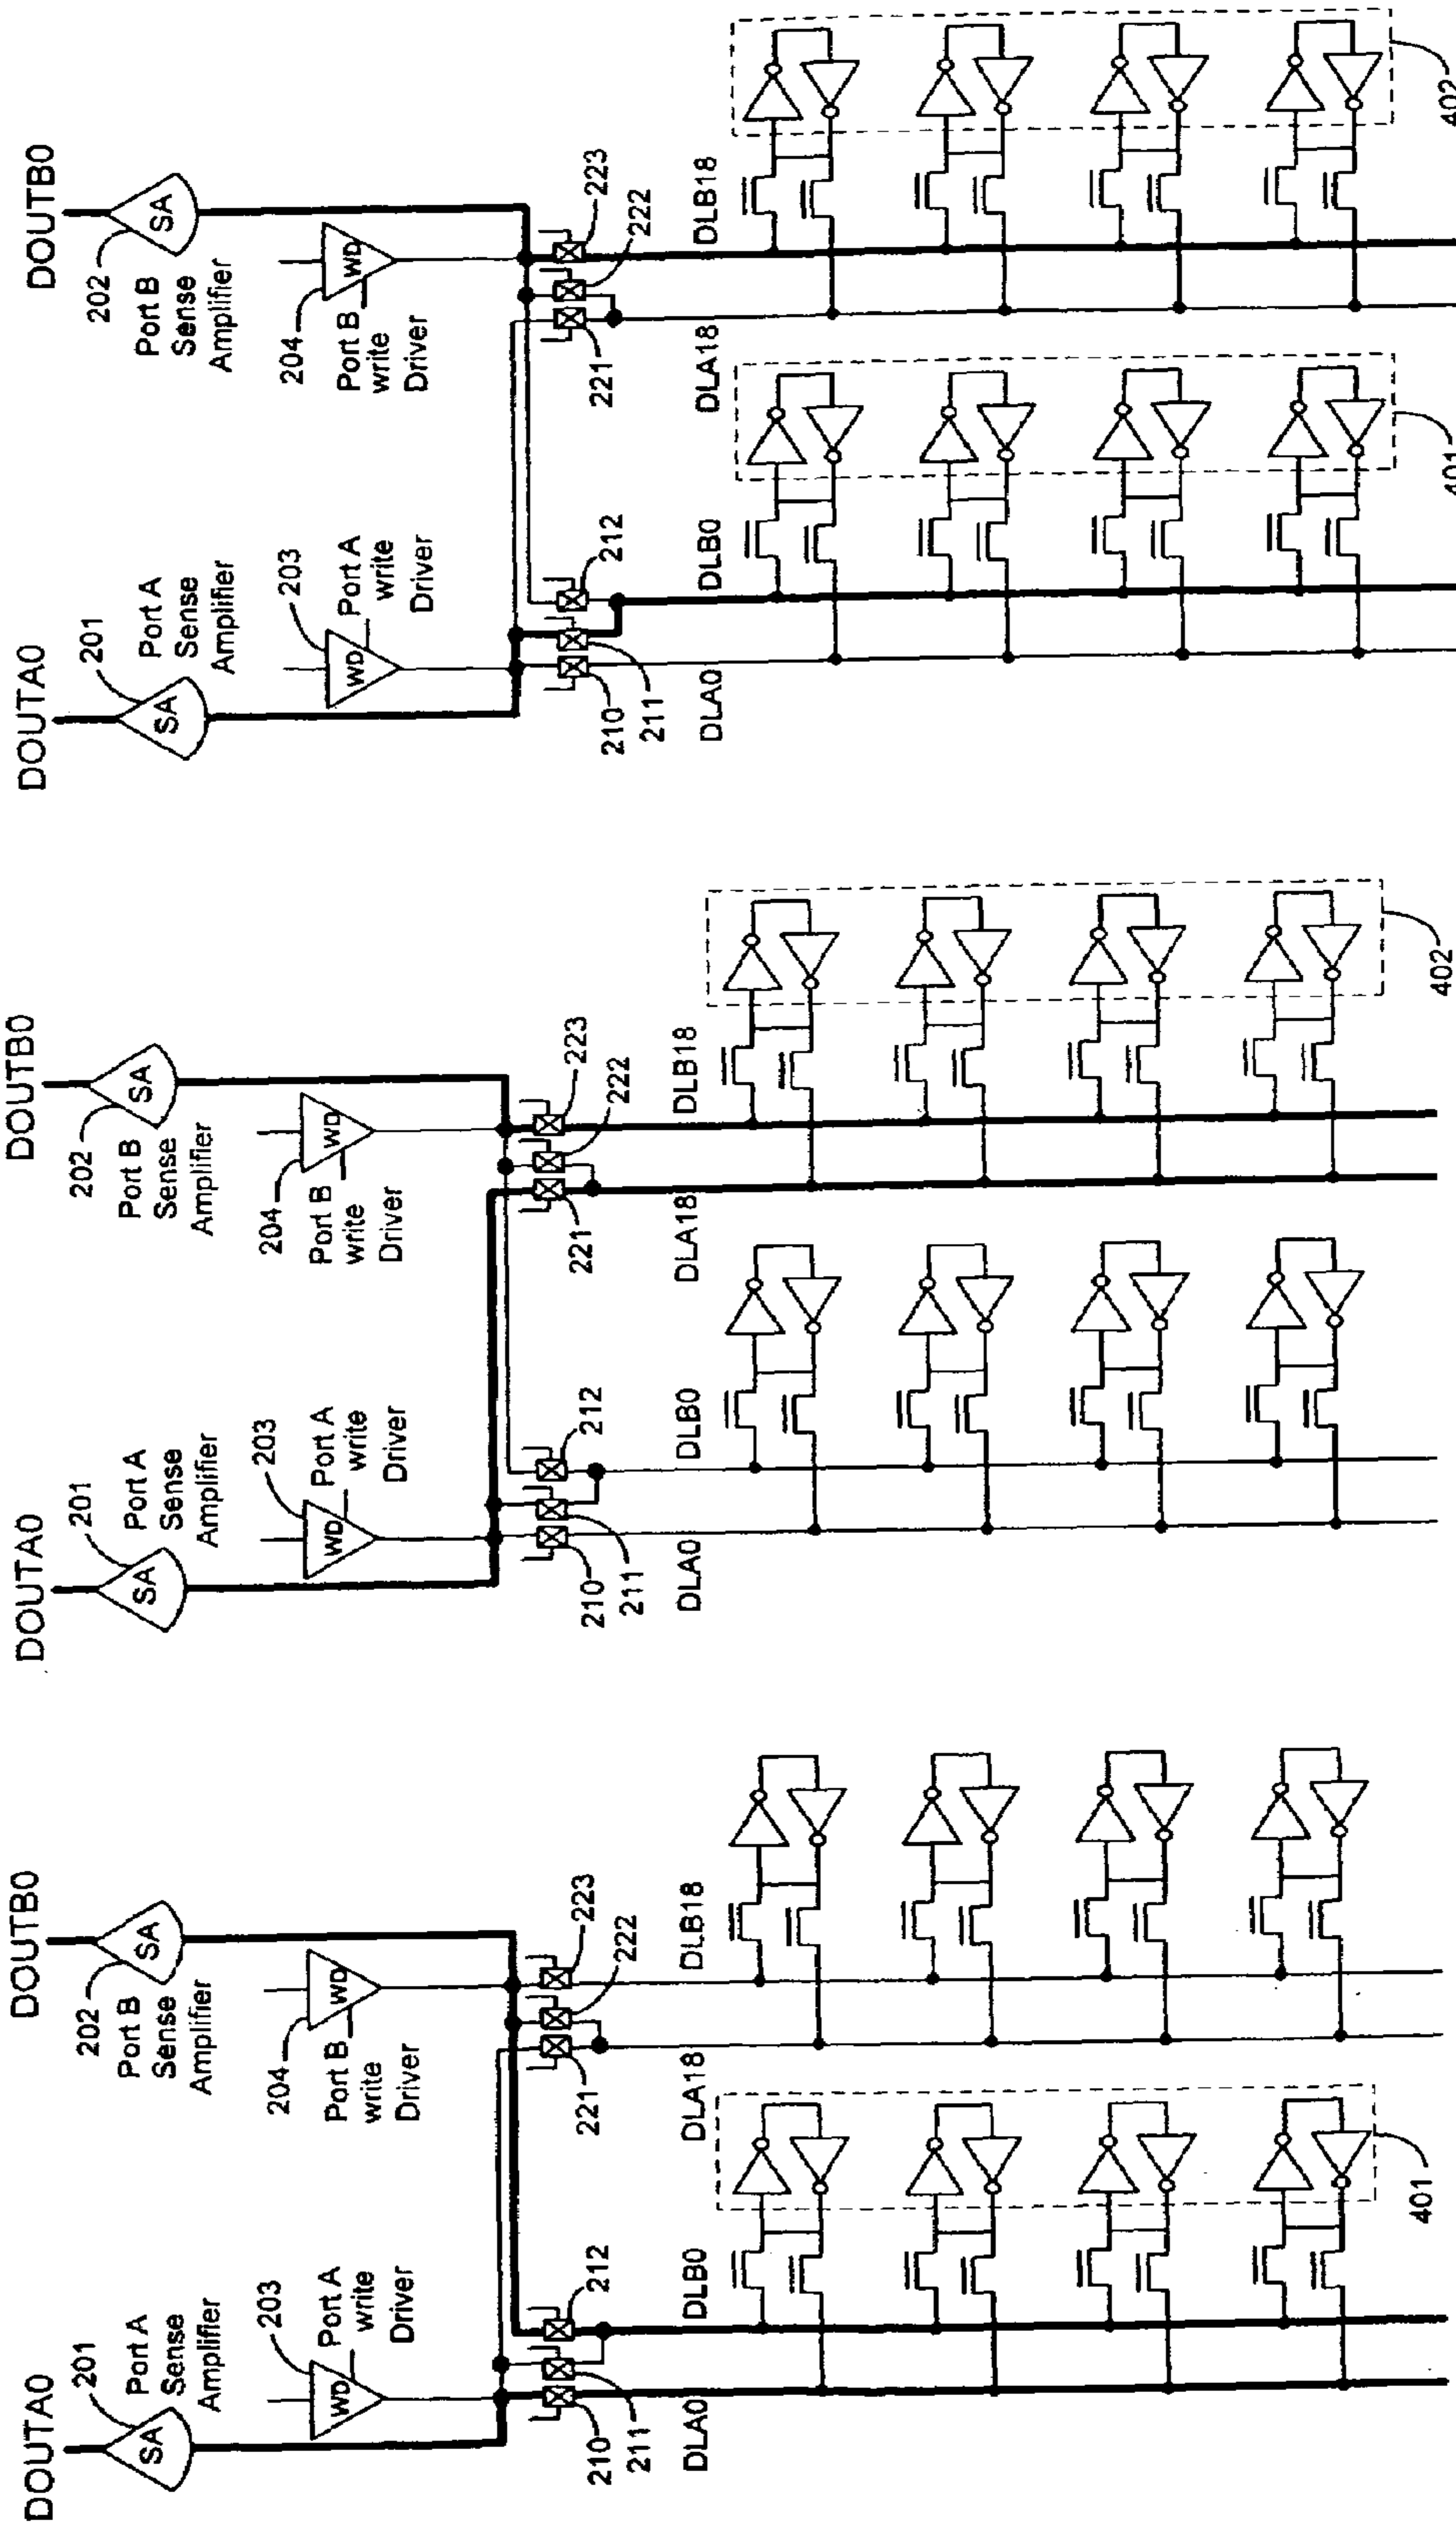 DOUTA0
201
Port A
Sense
Amplifier
203
WD
SA
Port A
write
Driver
210
211
212
DLA0
DLB0
DOUTB0
202
SA
Port B
Sense
Amplifier
204
WD
Port B
write
Driver
221
222
223
DLA18
DLB18
401
DOUTA0
201
SA
Port A
Sense
Amplifier
203
WD
Port A
write
Driver
210
211
212
DLA0
DLB0
DOUTB0
202
SA
Port B
Sense
Amplifier
204
WD
Port B
write
Driver
221
222
223
DLA18
DLB18
402
DOUTA0
201
SA
Port A
Sense
Amplifier
203
WD
Port A
write
Driver
210
211
212
DLA0
DLB0
401
DOUTB0
202
SA
Port B
Sense
Amplifier
204
WD
Port B
write
Driver
221
222
223
DLA18
DLB18
402